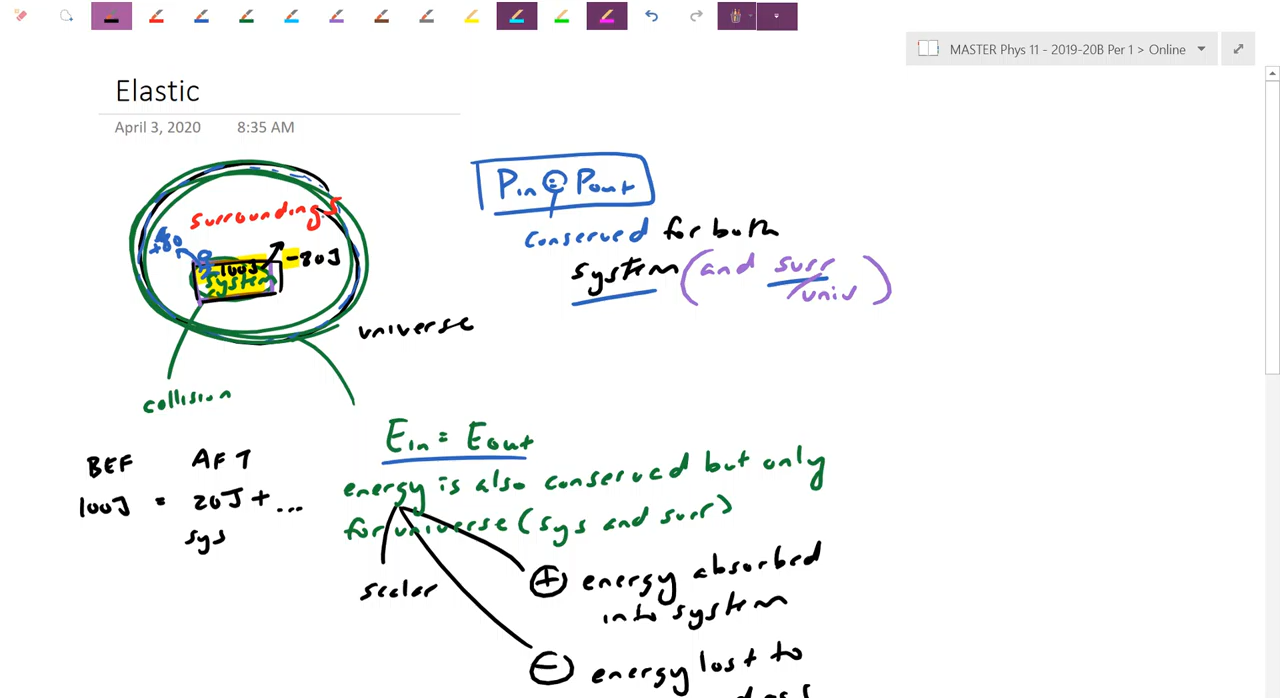 MASTER Phys 11 - 2019-20B Per 1 > Online
Elastic
April 3, 2020 8:35 AM
surroundings
+80
100J
-80J
system
universe
collision
Pin = Pout
conserved for both
system (and surr
/univ)
Ein = Eout
energy is also conserved but only
for universe (sys and surr)
BEF AFT
100J = 20J + ...
sys
scalar
+ energy absorbed
into system
- energy lost to